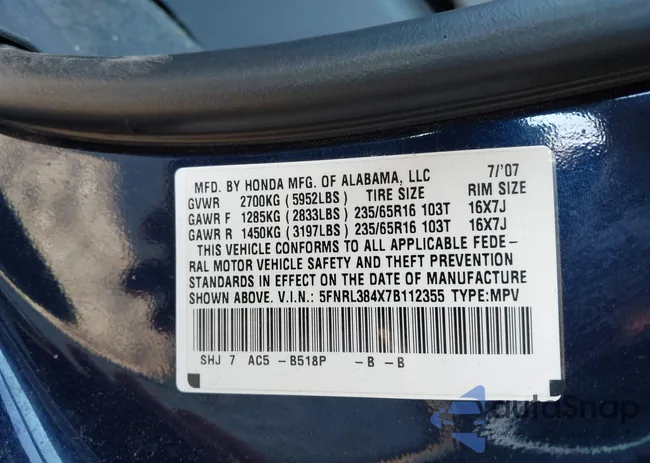 MFD. BY HONDA MFG. OF ALABAMA, LLC 7/'07
GVWR 2700KG (5952LBS) TIRE SIZE RIM SIZE
GAWR F 1285KG (2833LBS) 235/65R16 103T 16X7J
GAWR R 1450KG (3197LBS) 235/65R16 103T 16X7J
THIS VEHICLE CONFORMS TO ALL APPLICABLE FEDE-
RAL MOTOR VEHICLE SAFETY AND THEFT PREVENTION
STANDARDS IN EFFECT ON THE DATE OF MANUFACTURE
SHOWN ABOVE. V.I.N.: 5FNRL384X7B112355 TYPE:MPV
SHJ 7 AC5 -B518P -B -B
autoSnap